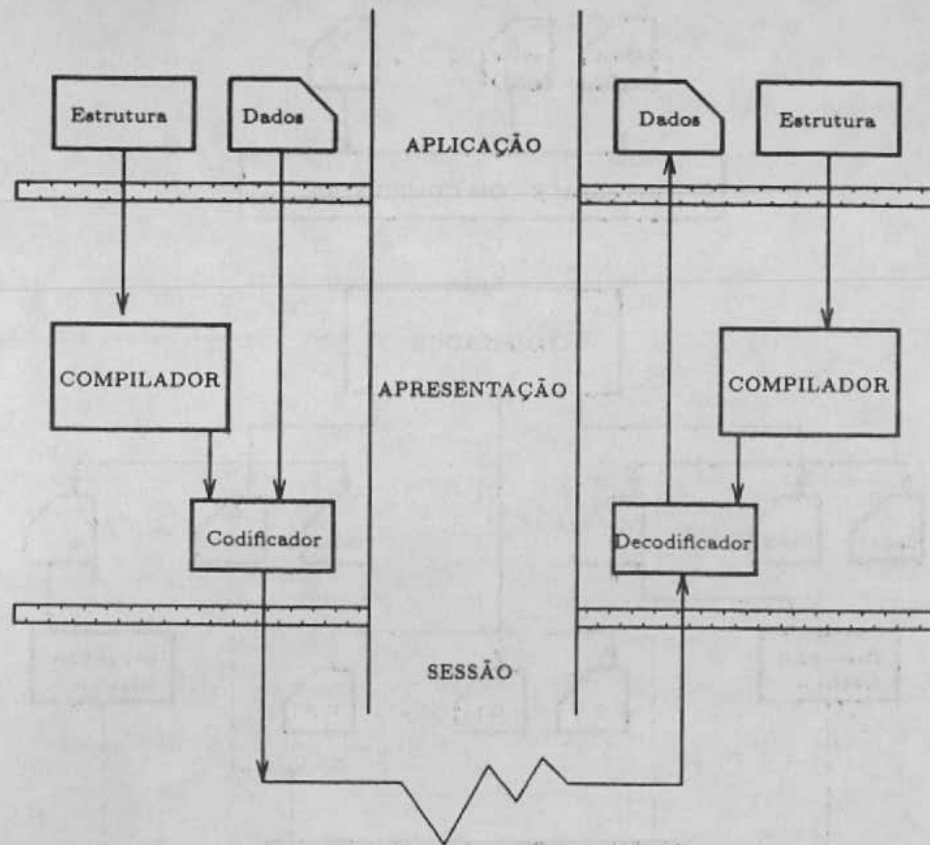 Estrutura
Dados
APLICAÇÃO
Dados
Estrutura
COMPILADOR
APRESENTAÇÃO
COMPILADOR
Codificador
Decodificador
SESSÃO